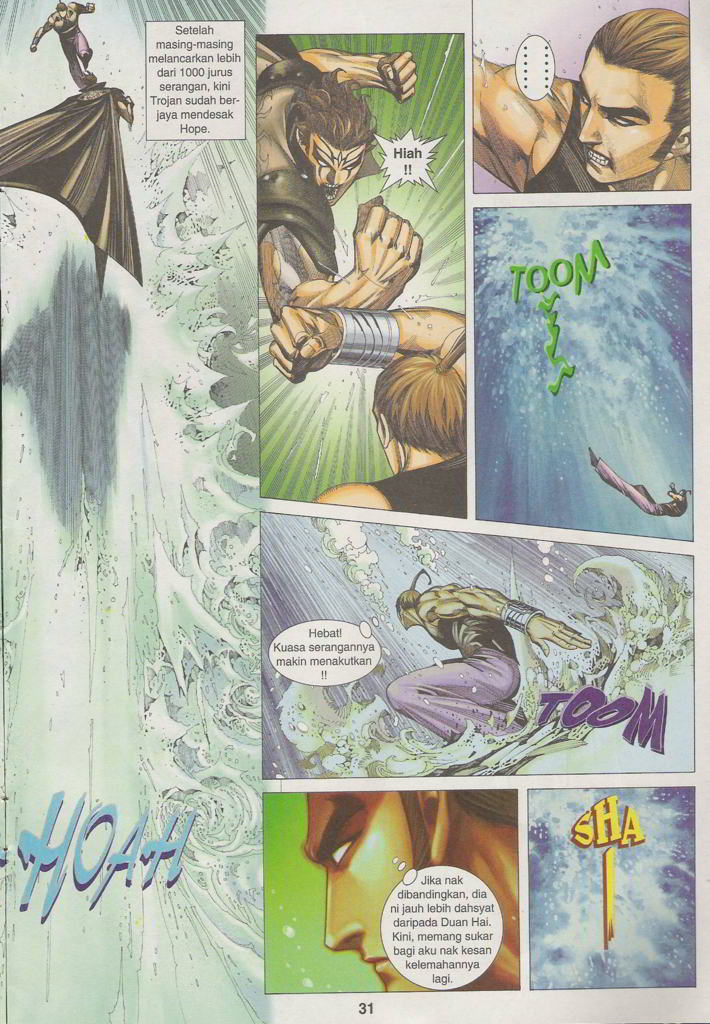 Setelah
masing-masing
melancarkan lebih
dari 1000 jurus
serangan, kini
Trojan sudah ber-
jaya mendesak
Hope.
HOAH
Hiah
!!
TOOM
Hebat!
Kuasa serangannya
makin menakutkan
!!
TOOM
Jika nak
dibandingkan, dia
ni jauh lebih dahsyat
daripada Duan Hai.
Kini, memang sukar
bagi aku nak kesan
kelemahannya
lagi.
SHA
31